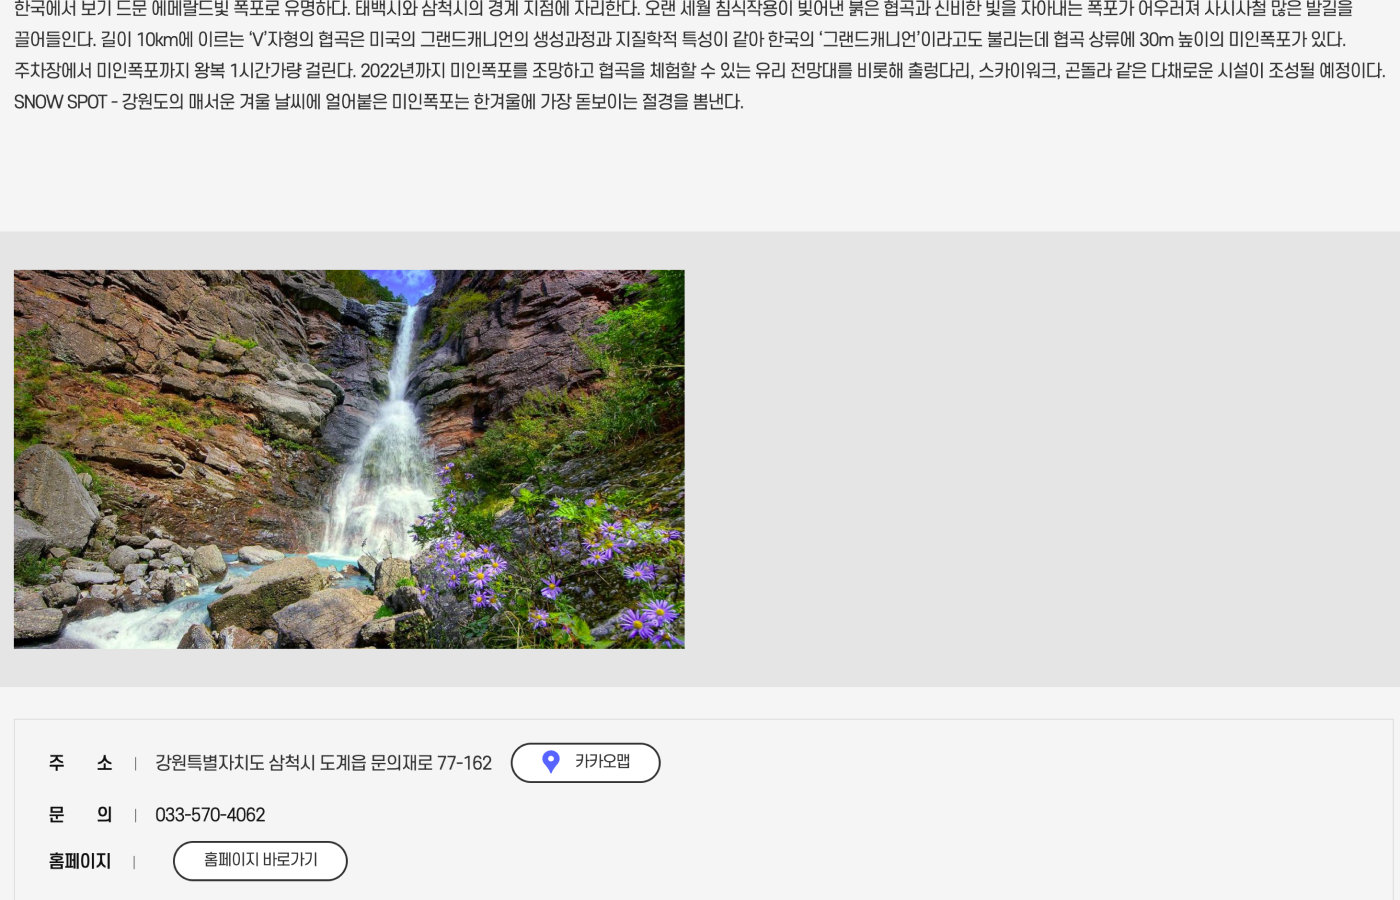 한국에서 보기 드문 에메랄드빛 폭포로 유명하다. 태백시와 삼척시의 경계 지점에 자리한다. 오랜 세월 침식작용이 빚어낸 붉은 협곡과 신비한 빛을 자아내는 폭포가 어우러져 사시사철 많은 발길을
끌어들인다. 길이 10km에 이르는 ‘V’자형의 협곡은 미국의 그랜드캐니언의 생성과정과 지질학적 특성이 같아 한국의 ‘그랜드캐니언’이라고도 불리는데 협곡 상류에 30m 높이의 미인폭포가 있다.
주차장에서 미인폭포까지 왕복 1시간가량 걸린다. 2022년까지 미인폭포를 조망하고 협곡을 체험할 수 있는 유리 전망대를 비롯해 출렁다리, 스카이워크, 곤돌라 같은 다채로운 시설이 조성될 예정이다.
SNOW SPOT - 강원도의 매서운 겨울 날씨에 얼어붙은 미인폭포는 한겨울에 가장 돋보이는 절경을 뽐낸다.
주 소 | 강원특별자치도 삼척시 도계읍 문의재로 77-162 카카오맵
문 의 | 033-570-4062
홈페이지 | 홈페이지 바로가기